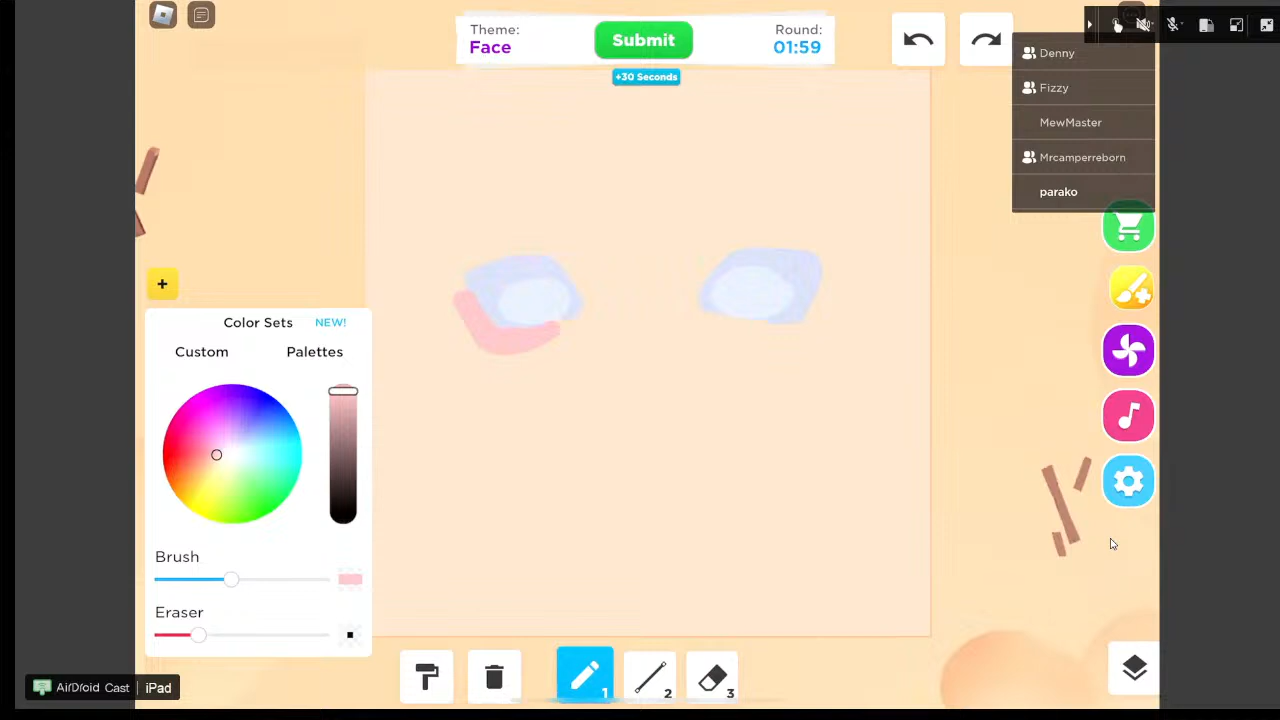 Theme:
Face
Submit
Round:
01:59
+30 Seconds
Denny
Fizzy
MewMaster
Mrcamperreborn
parako
+
Color Sets NEW!
Custom Palettes
Brush
Eraser
1
2
3
AirDroid Cast | iPad